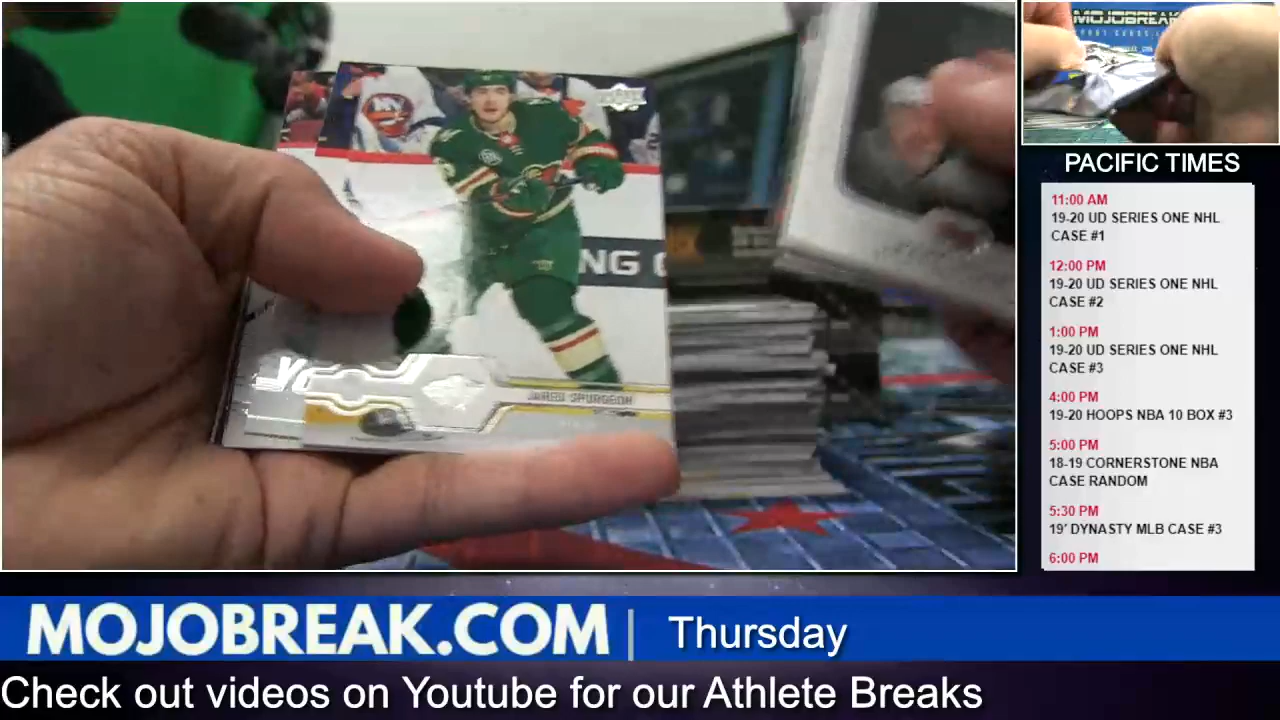 NY
NG
JARED SPURGEON
MOJOBREAK
PACIFIC TIMES
11:00 AM
19-20 UD SERIES ONE NHL
CASE #1
12:00 PM
19-20 UD SERIES ONE NHL
CASE #2
1:00 PM
19-20 UD SERIES ONE NHL
CASE #3
4:00 PM
19-20 HOOPS NBA 10 BOX #3
5:00 PM
18-19 CORNERSTONE NBA
CASE RANDOM
5:30 PM
19' DYNASTY MLB CASE #3
6:00 PM
MOJOBREAK.COM | Thursday
Check out videos on Youtube for our Athlete Breaks